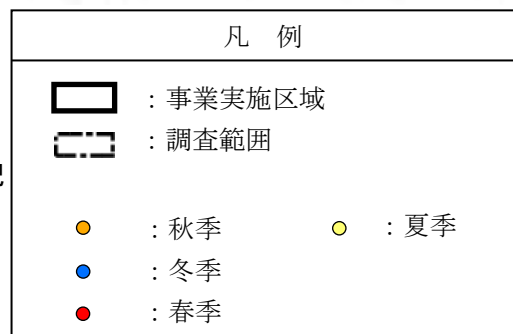 凡 例
：事業実施区域
：調査範囲
：秋季 ：夏季
：冬季
：春季